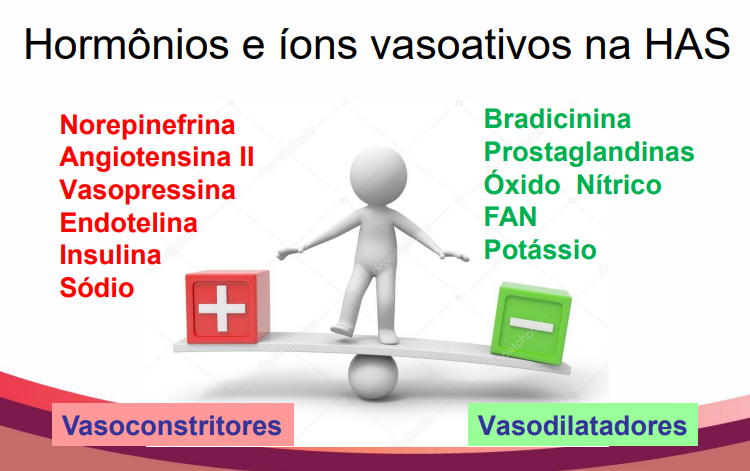 Hormônios e íons vasoativos na HAS
Norepinefrina
Angiotensina II
Vasopressina
Endotelina
Insulina
Sódio
Bradicinina
Prostaglandinas
Óxido Nítrico
FAN
Potássio
Vasoconstritores
Vasodilatadores